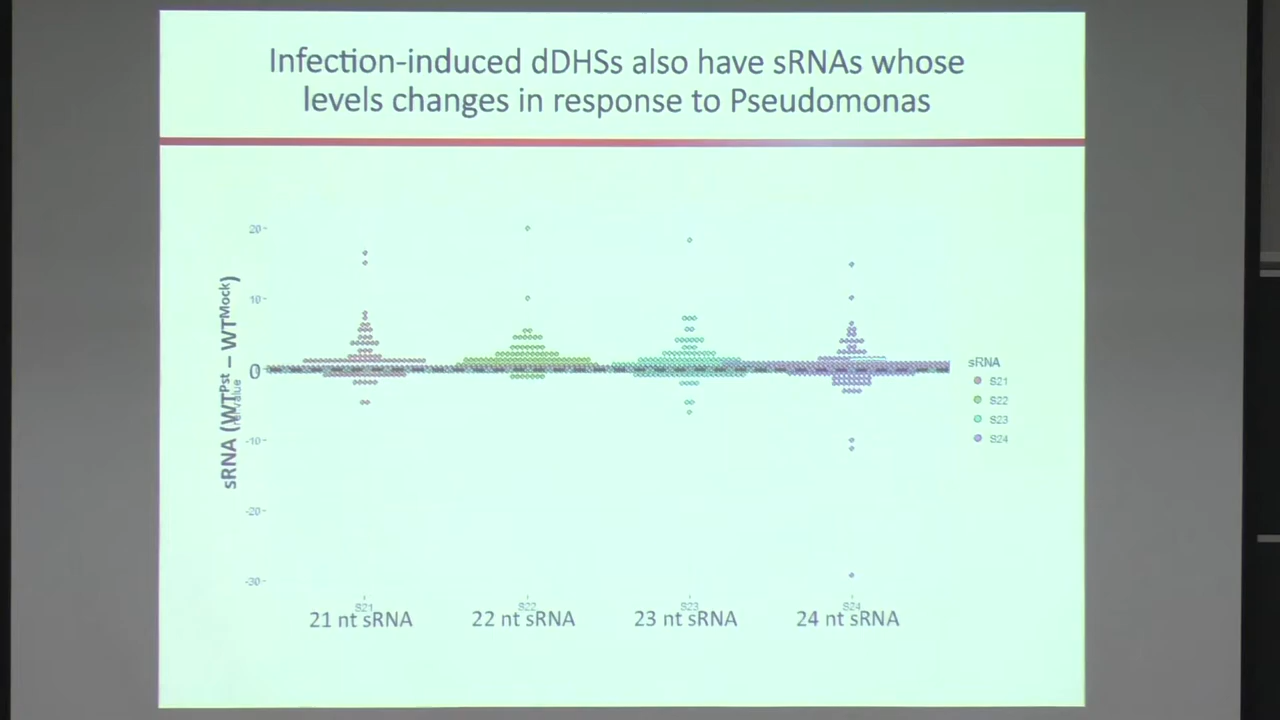 Infection-induced dDHSs also have sRNAs whose
levels changes in response to Pseudomonas
20
10
0
-10
-20
-30
sRNA (WTPst – WTMock)
sRNA
S21
S22
S23
S24
S21
S22
S23
S24
21 nt sRNA
22 nt sRNA
23 nt sRNA
24 nt sRNA